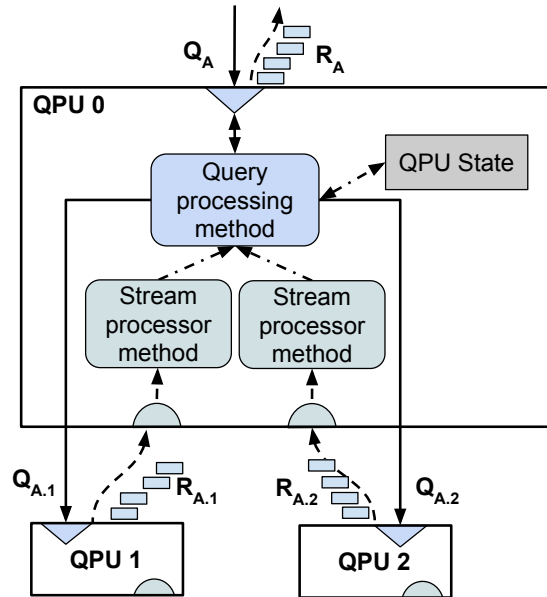 Q_A
R_A
QPU 0
Query
processing
method
QPU State
Stream
processor
method
Stream
processor
method
Q_A.1
R_A.1
R_A.2
Q_A.2
QPU 1
QPU 2